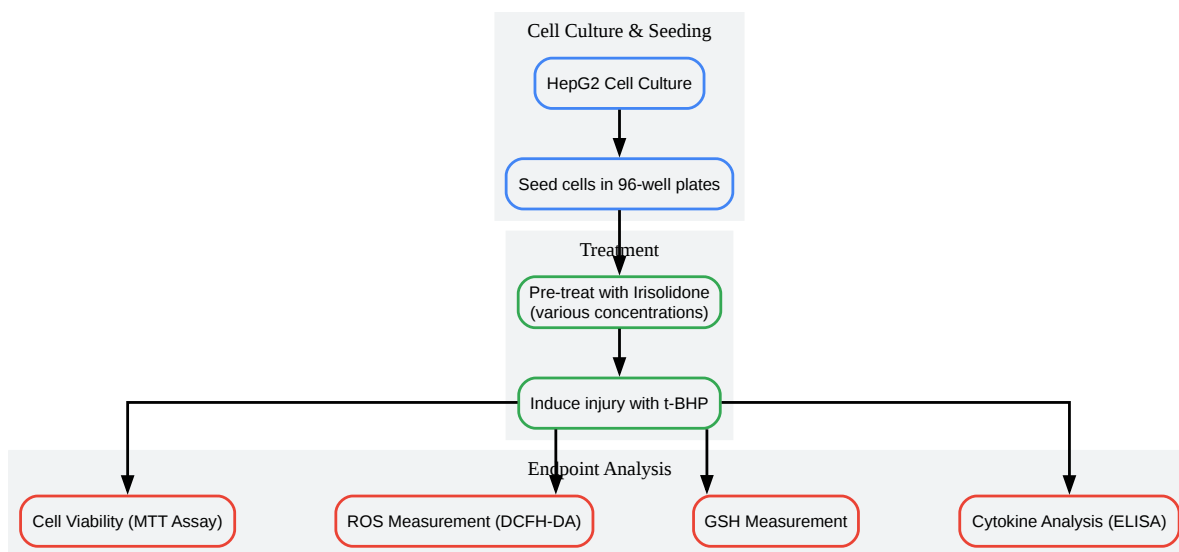 Cell Culture & Seeding
HepG2 Cell Culture
Seed cells in 96-well plates
Treatment
Pre-treat with Irisolidone
(various concentrations)
Induce injury with t-BHP
Endpoint Analysis
Cell Viability (MTT Assay)
ROS Measurement (DCFH-DA)
GSH Measurement
Cytokine Analysis (ELISA)